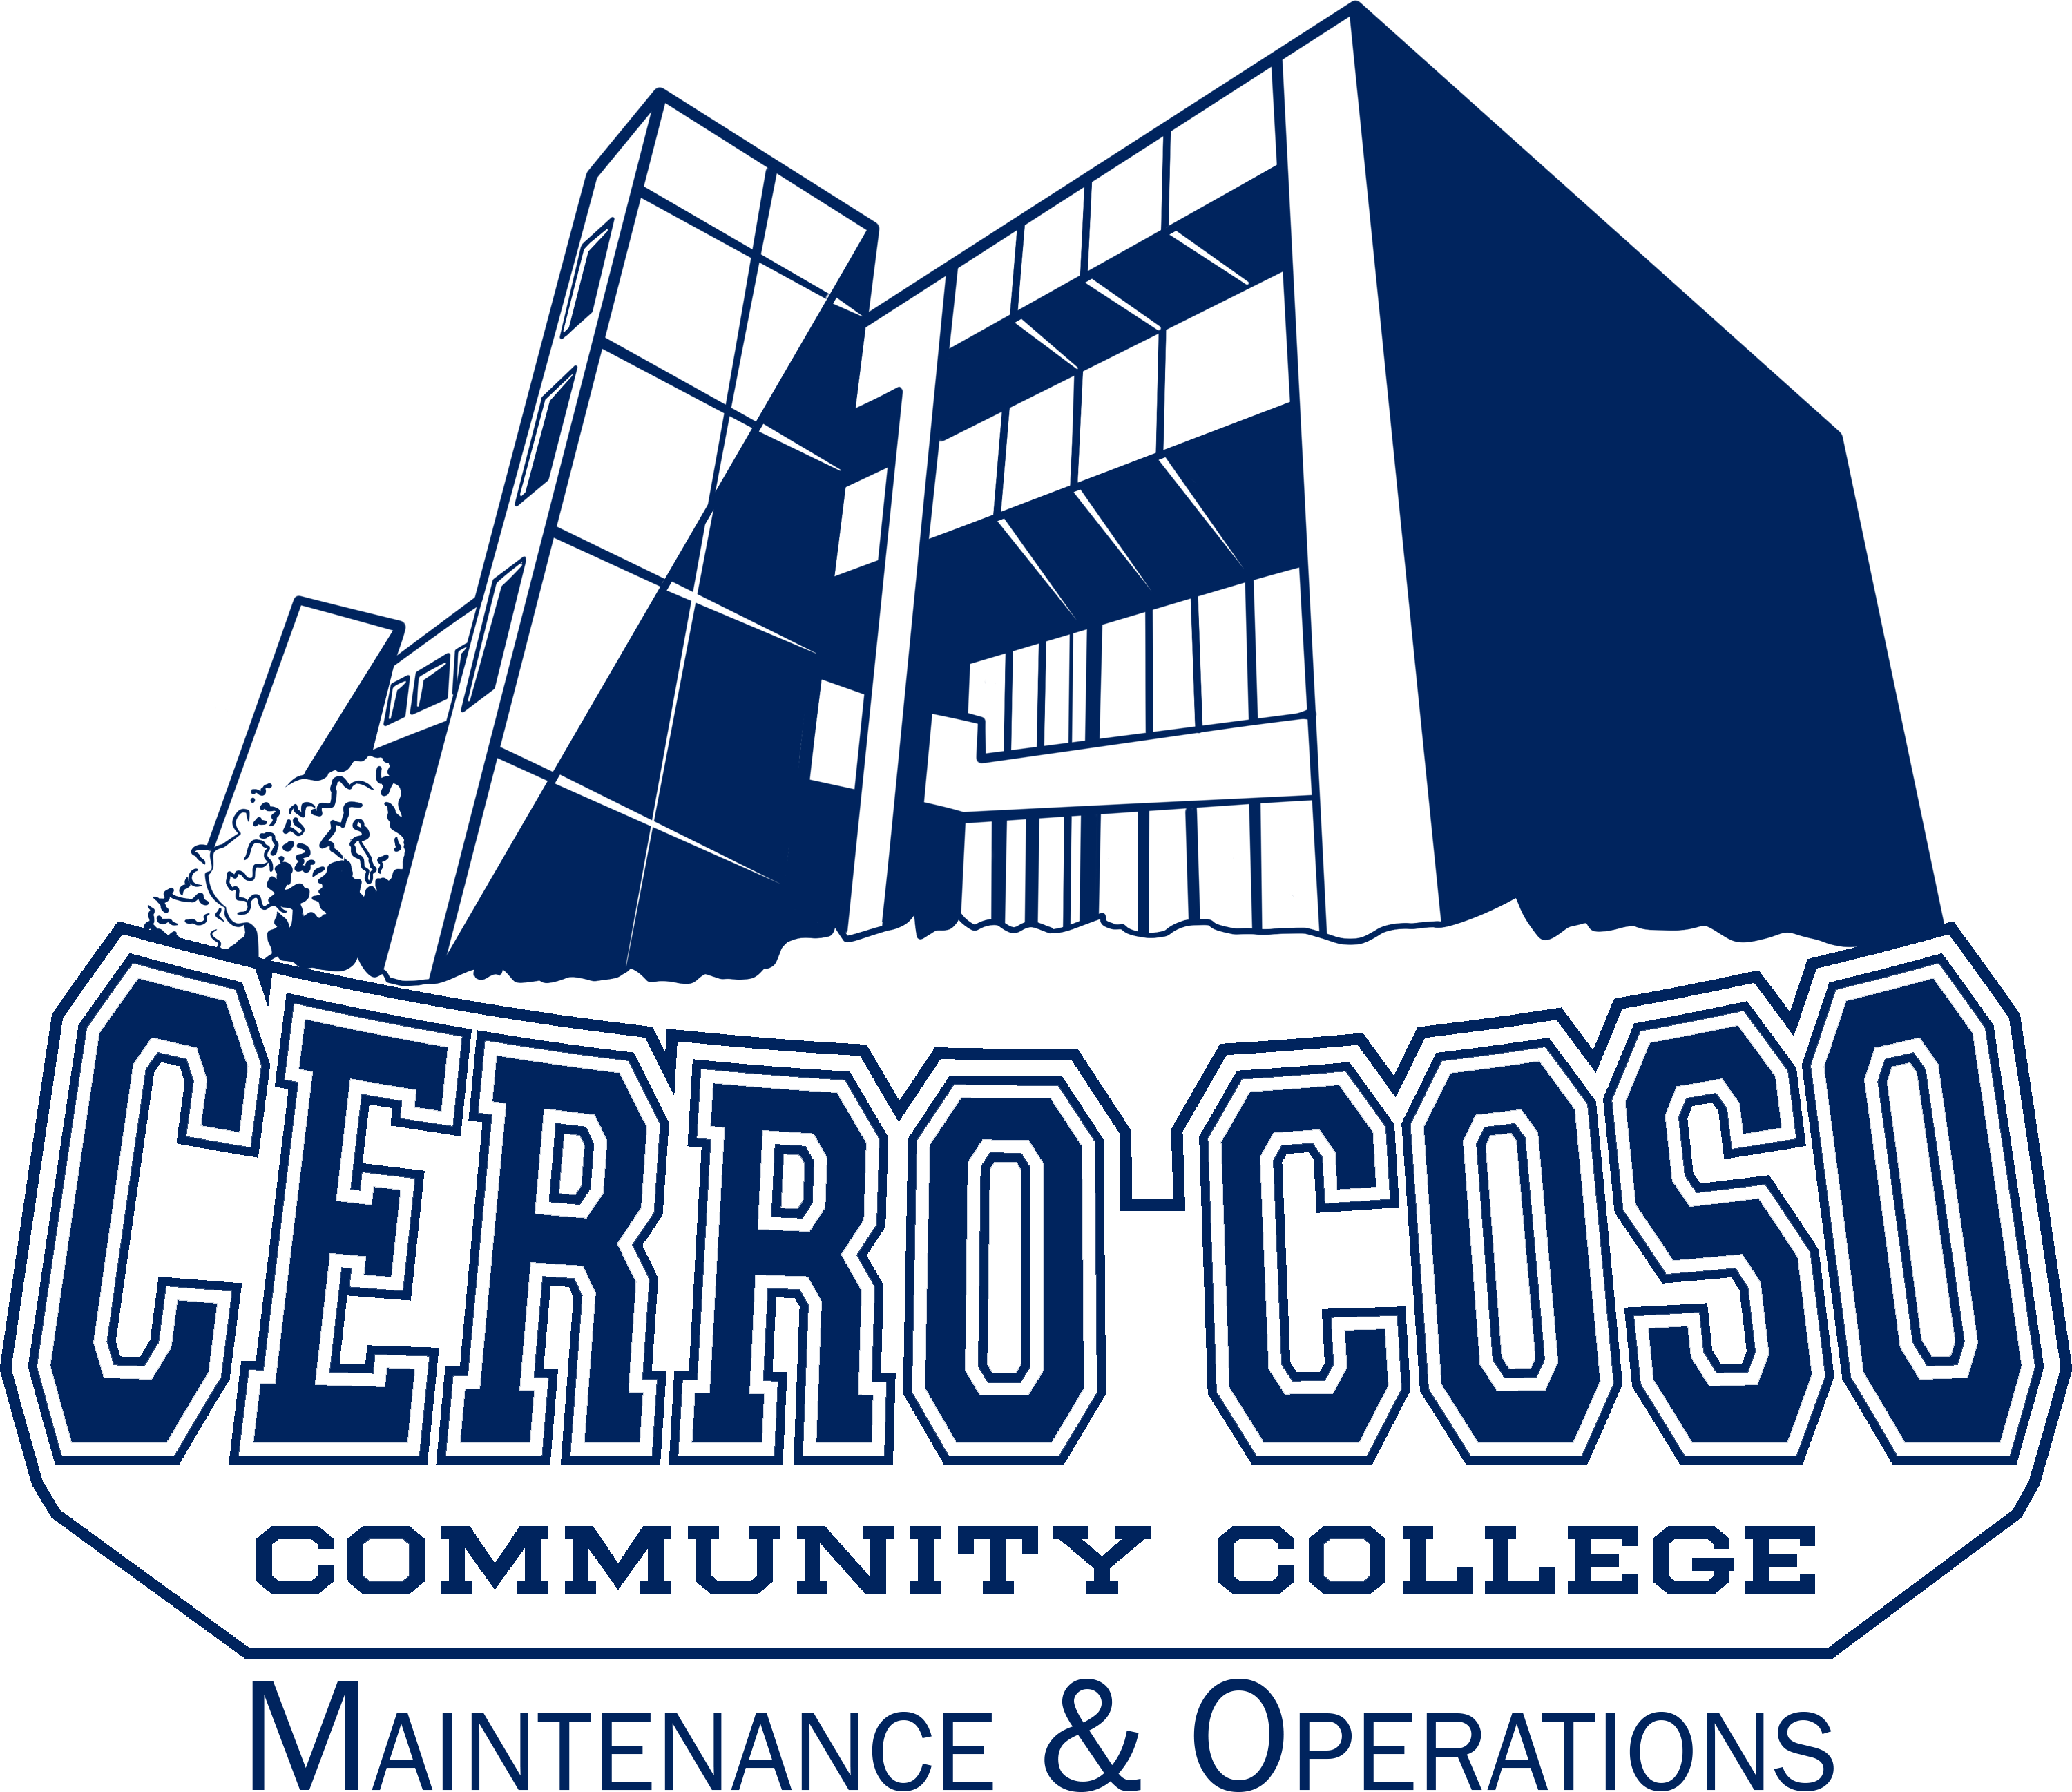 CERRO COSO
COMMUNITY COLLEGE
MAINTENANCE & OPERATIONS